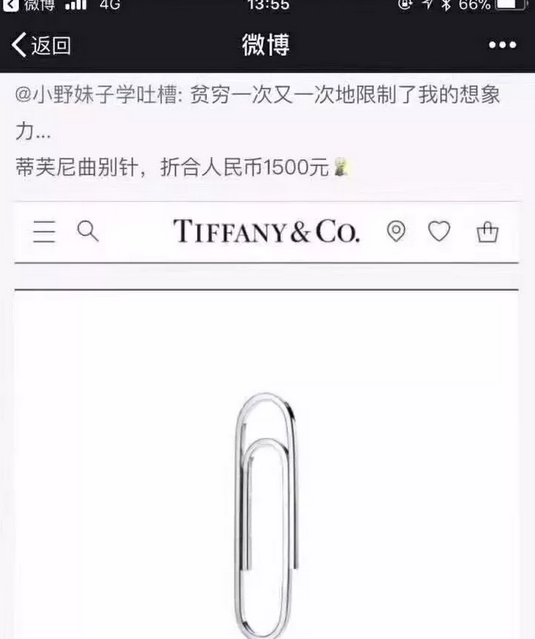 微博 4G 13:55 66%
返回 微博
@小野妹子学吐槽: 贫穷一次又一次地限制了我的想象
力...
蒂芙尼曲别针，折合人民币1500元
TIFFANY & CO.